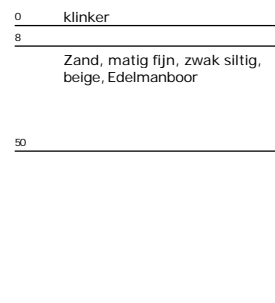 0 klinker
8
Zand, matig fijn, zwak siltig,
beige, Edelmanboor
50